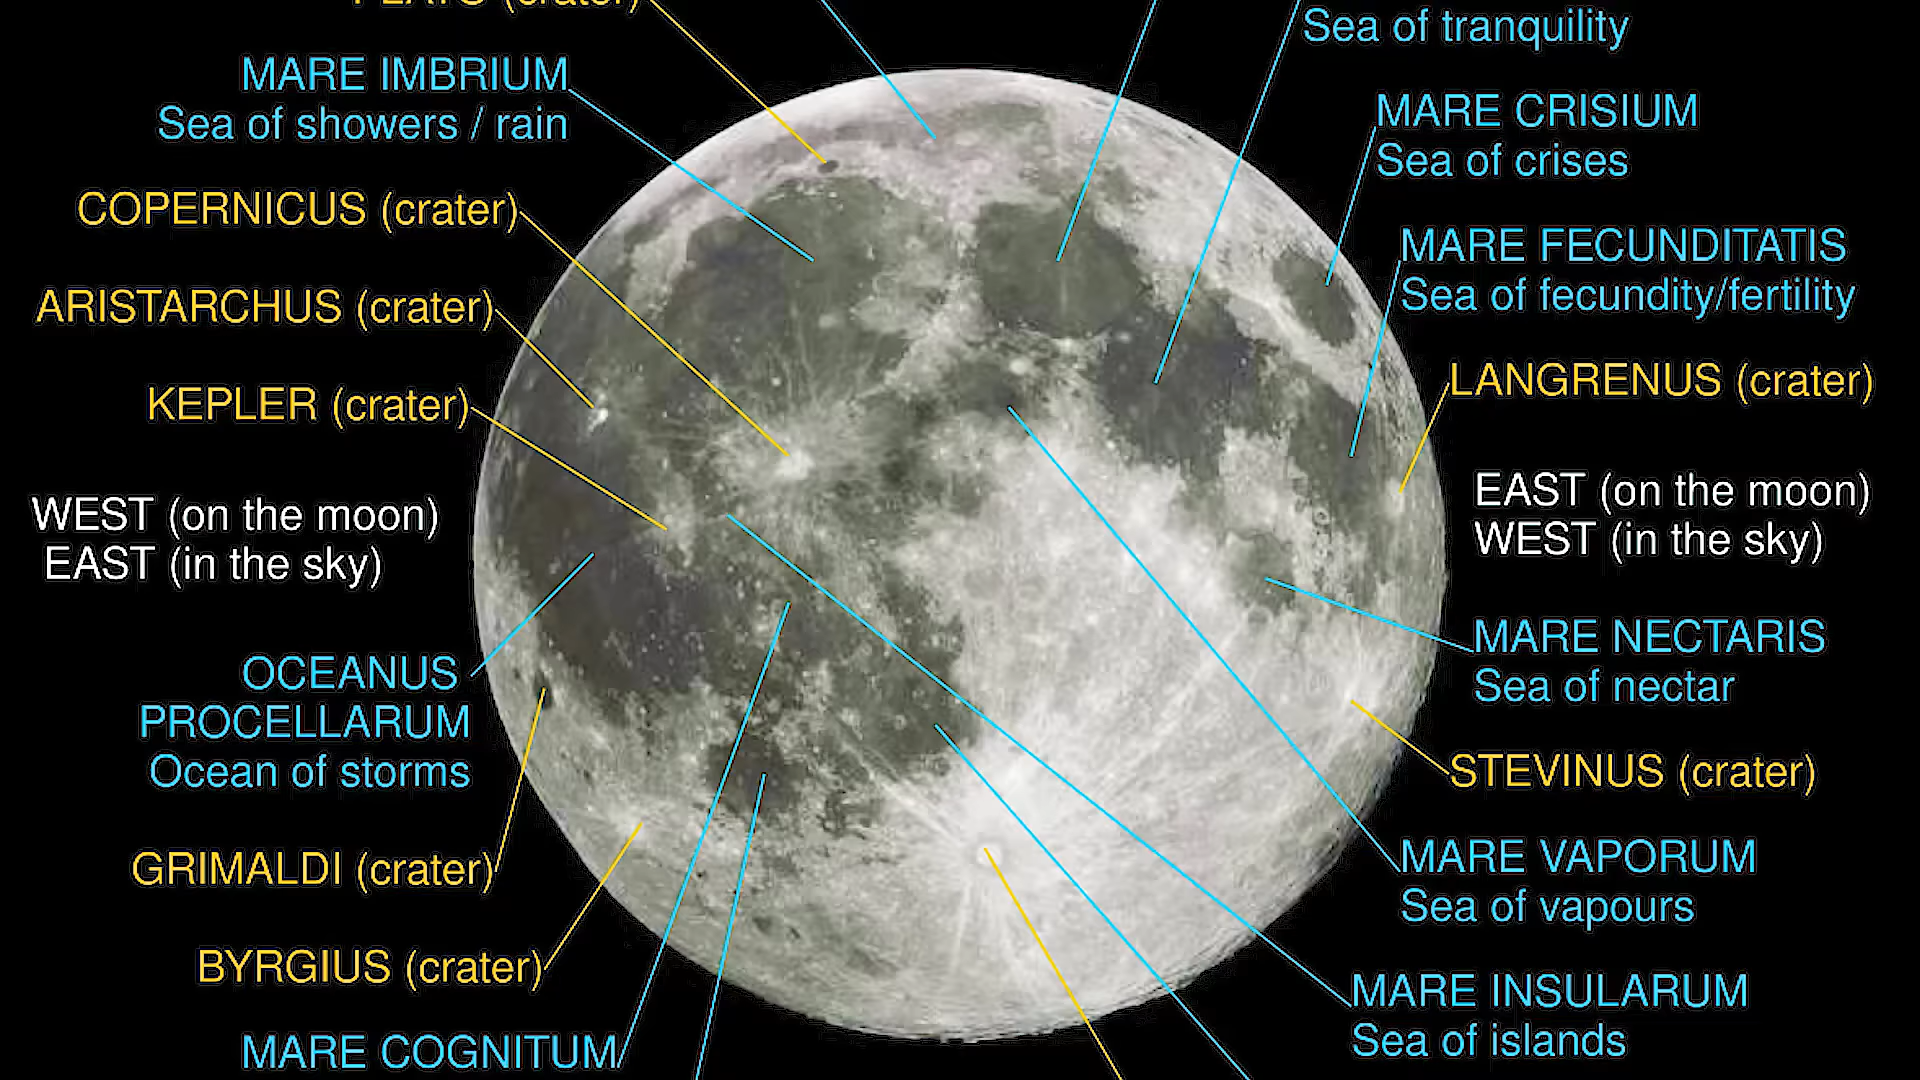 PLATO (crater)
MARE IMBRIUM
Sea of showers / rain
COPERNICUS (crater)
ARISTARCHUS (crater)
KEPLER (crater)
WEST (on the moon)
EAST (in the sky)
OCEANUS
PROCELLARUM
Ocean of storms
GRIMALDI (crater)
BYRGIUS (crater)
MARE COGNITUM
Sea of tranquility
MARE CRISIUM
Sea of crises
MARE FECUNDITATIS
Sea of fecundity/fertility
LANGRENUS (crater)
EAST (on the moon)
WEST (in the sky)
MARE NECTARIS
Sea of nectar
STEVINUS (crater)
MARE VAPORUM
Sea of vapours
MARE INSULARUM
Sea of islands